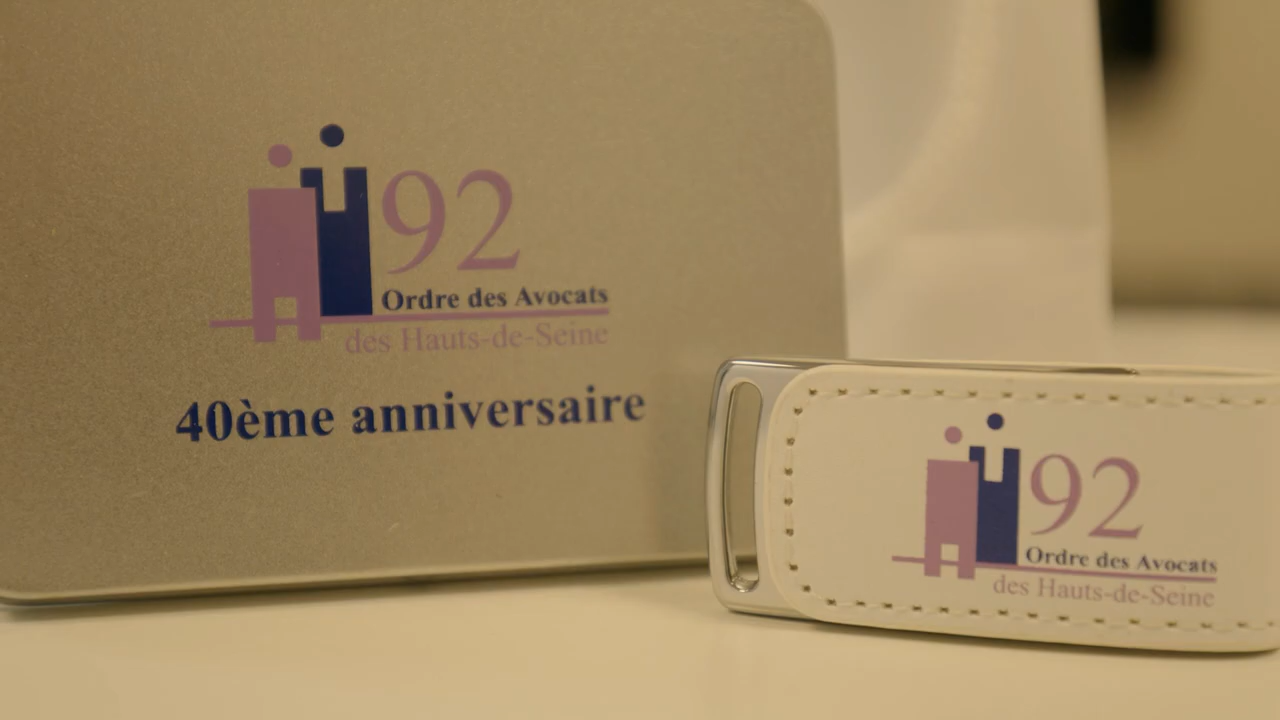 92
Ordre des Avocats
des Hauts-de-Seine
40ème anniversaire
92
Ordre des Avocats
des Hauts-de-Seine